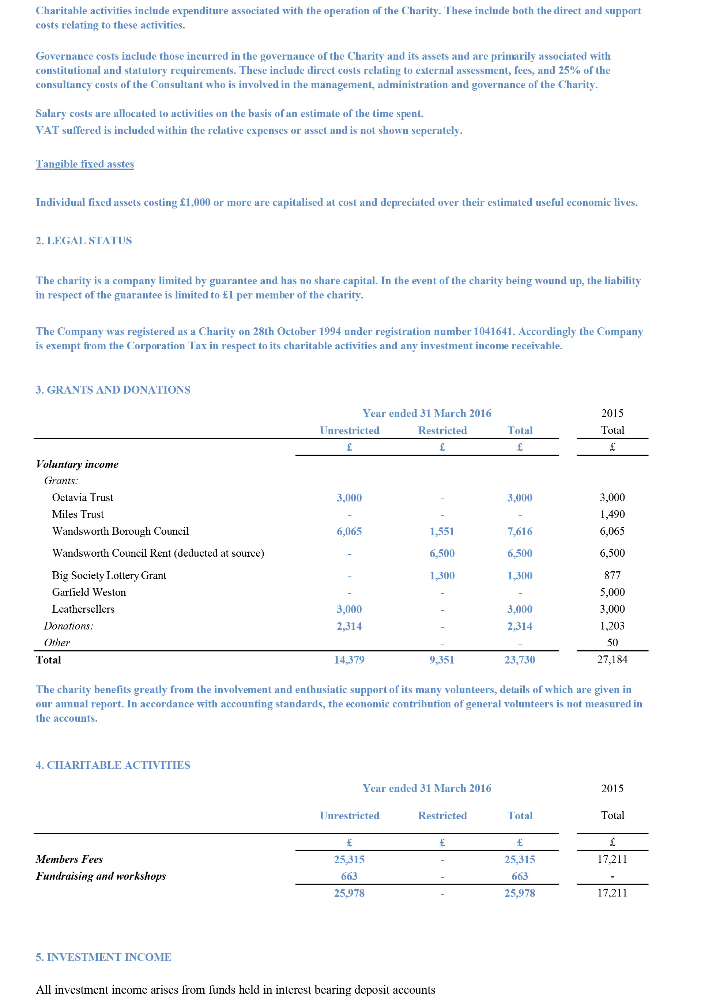 Charitable activities include expenditure associated with the operation of the Charity. These include both the direct and support
costs relating to these activities.
Governance costs include those incurred in the governance of the Charity and its assets and are primarily associated with
constitutional and statutory requirements. These include direct costs relating to external assessment, fees, and 25% of the
consultancy costs of the Consultant who is involved in the management, administration and governance of the Charity.
Salary costs are allocated to activities on the basis of an estimate of the time spent.
VAT suffered is included within the relative expenses or asset and is not shown seperately.
Tangible fixed asstes
Individual fixed assets costing £1,000 or more are capitalised at cost and depreciated over their estimated useful economic lives.
2. LEGAL STATUS
The charity is a company limited by guarantee and has no share capital. In the event of the charity being wound up, the liability
in respect of the guarantee is limited to £1 per member of the charity.
The Company was registered as a Charity on 28th October 1994 under registration number 1041641. Accordingly the Company
is exempt from the Corporation Tax in respect to its charitable activities and any investment income receivable.
3. GRANTS AND DONATIONS
Year ended 31 March 2016 2015
Unrestricted Restricted Total Total
£ £ £ £
Voluntary income
Grants:
Octavia Trust 3,000 - 3,000 3,000
Miles Trust - - - 1,490
Wandsworth Borough Council 6,065 1,551 7,616 6,065
Wandsworth Council Rent (deducted at source) - 6,500 6,500 6,500
Big Society Lottery Grant - 1,300 1,300 877
Garfield Weston - - - 5,000
Leathersellers 3,000 - 3,000 3,000
Donations: 2,314 - 2,314 1,203
Other - - 50
Total 14,379 9,351 23,730 27,184
The charity benefits greatly from the involvement and enthusiatic support of its many volunteers, details of which are given in
our annual report. In accordance with accounting standards, the economic contribution of general volunteers is not measured in
the accounts.
4. CHARITABLE ACTIVITIES
Year ended 31 March 2016 2015
Unrestricted Restricted Total Total
£ £ £ £
Members Fees 25,315 - 25,315 17,211
Fundraising and workshops 663 - 663 -
25,978 - 25,978 17,211
5. INVESTMENT INCOME
All investment income arises from funds held in interest bearing deposit accounts